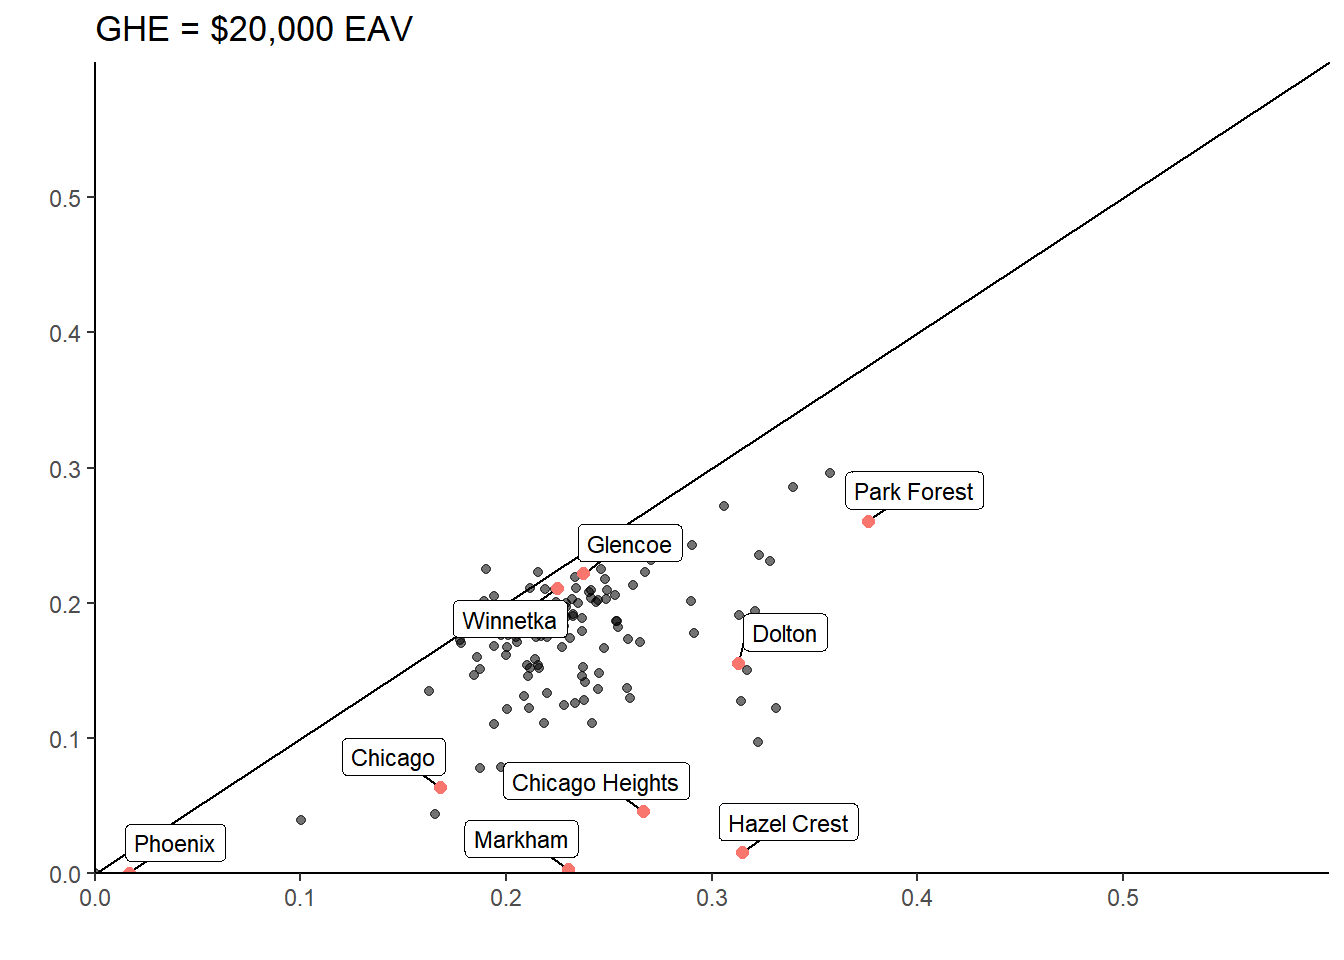 GHE = $20,000 EAV
0.5
0.4
0.3
Park Forest
Glencoe
0.2
Winnetka
Dolton
0.1
Chicago
Chicago Heights
Hazel Crest
Markham
Phoenix
0.0
0.0 0.1 0.2 0.3 0.4 0.5